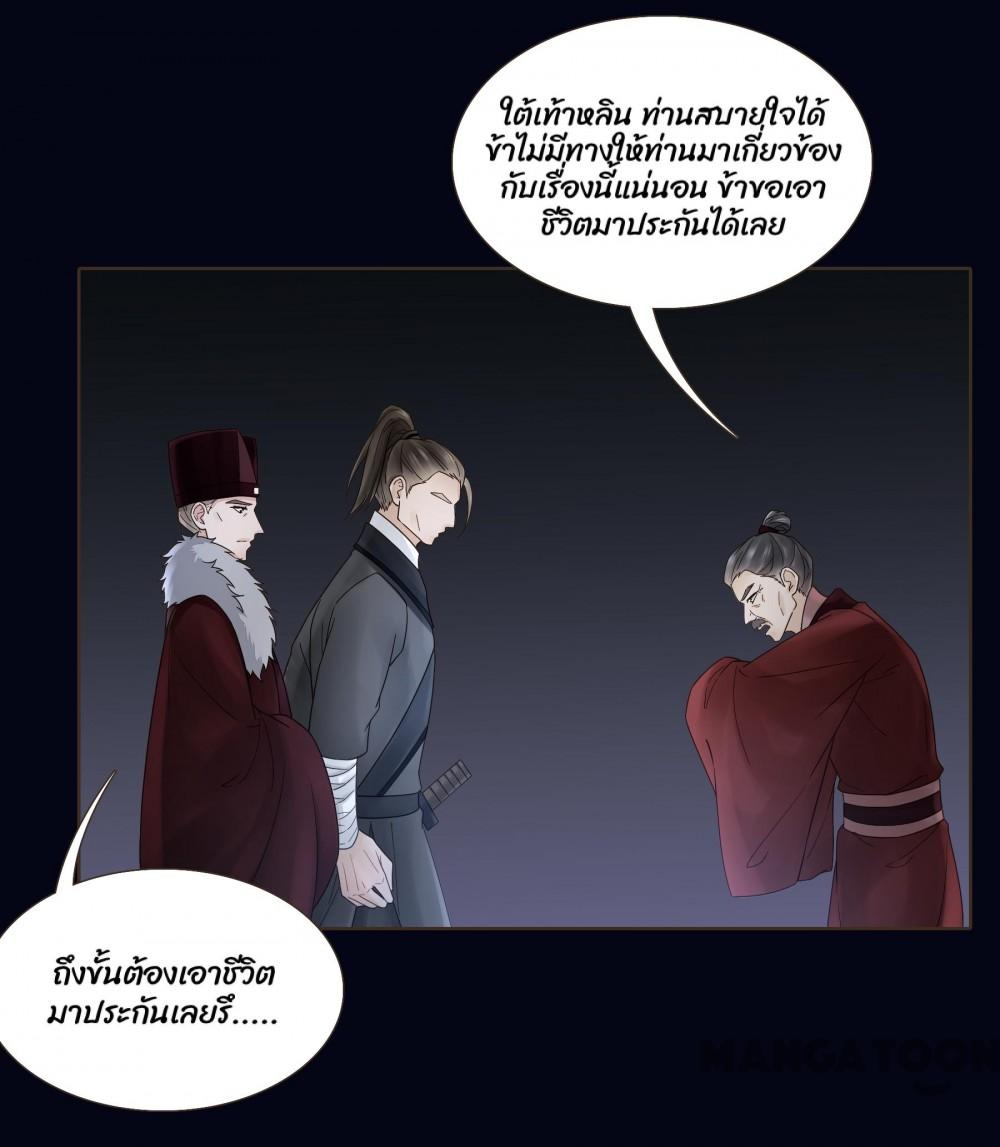 ใต้เท้าหลิน ท่านสบายใจได้
ข้าไม่มีทางให้ท่านมาเกี่ยวข้อง
กับเรื่องนี้แน่นอน ข้าขอเอา
ชีวิตมาประกันได้เลย
ถึงขั้นต้องเอาชีวิต
มาประกันเลยรึ.....
MANGA TOON